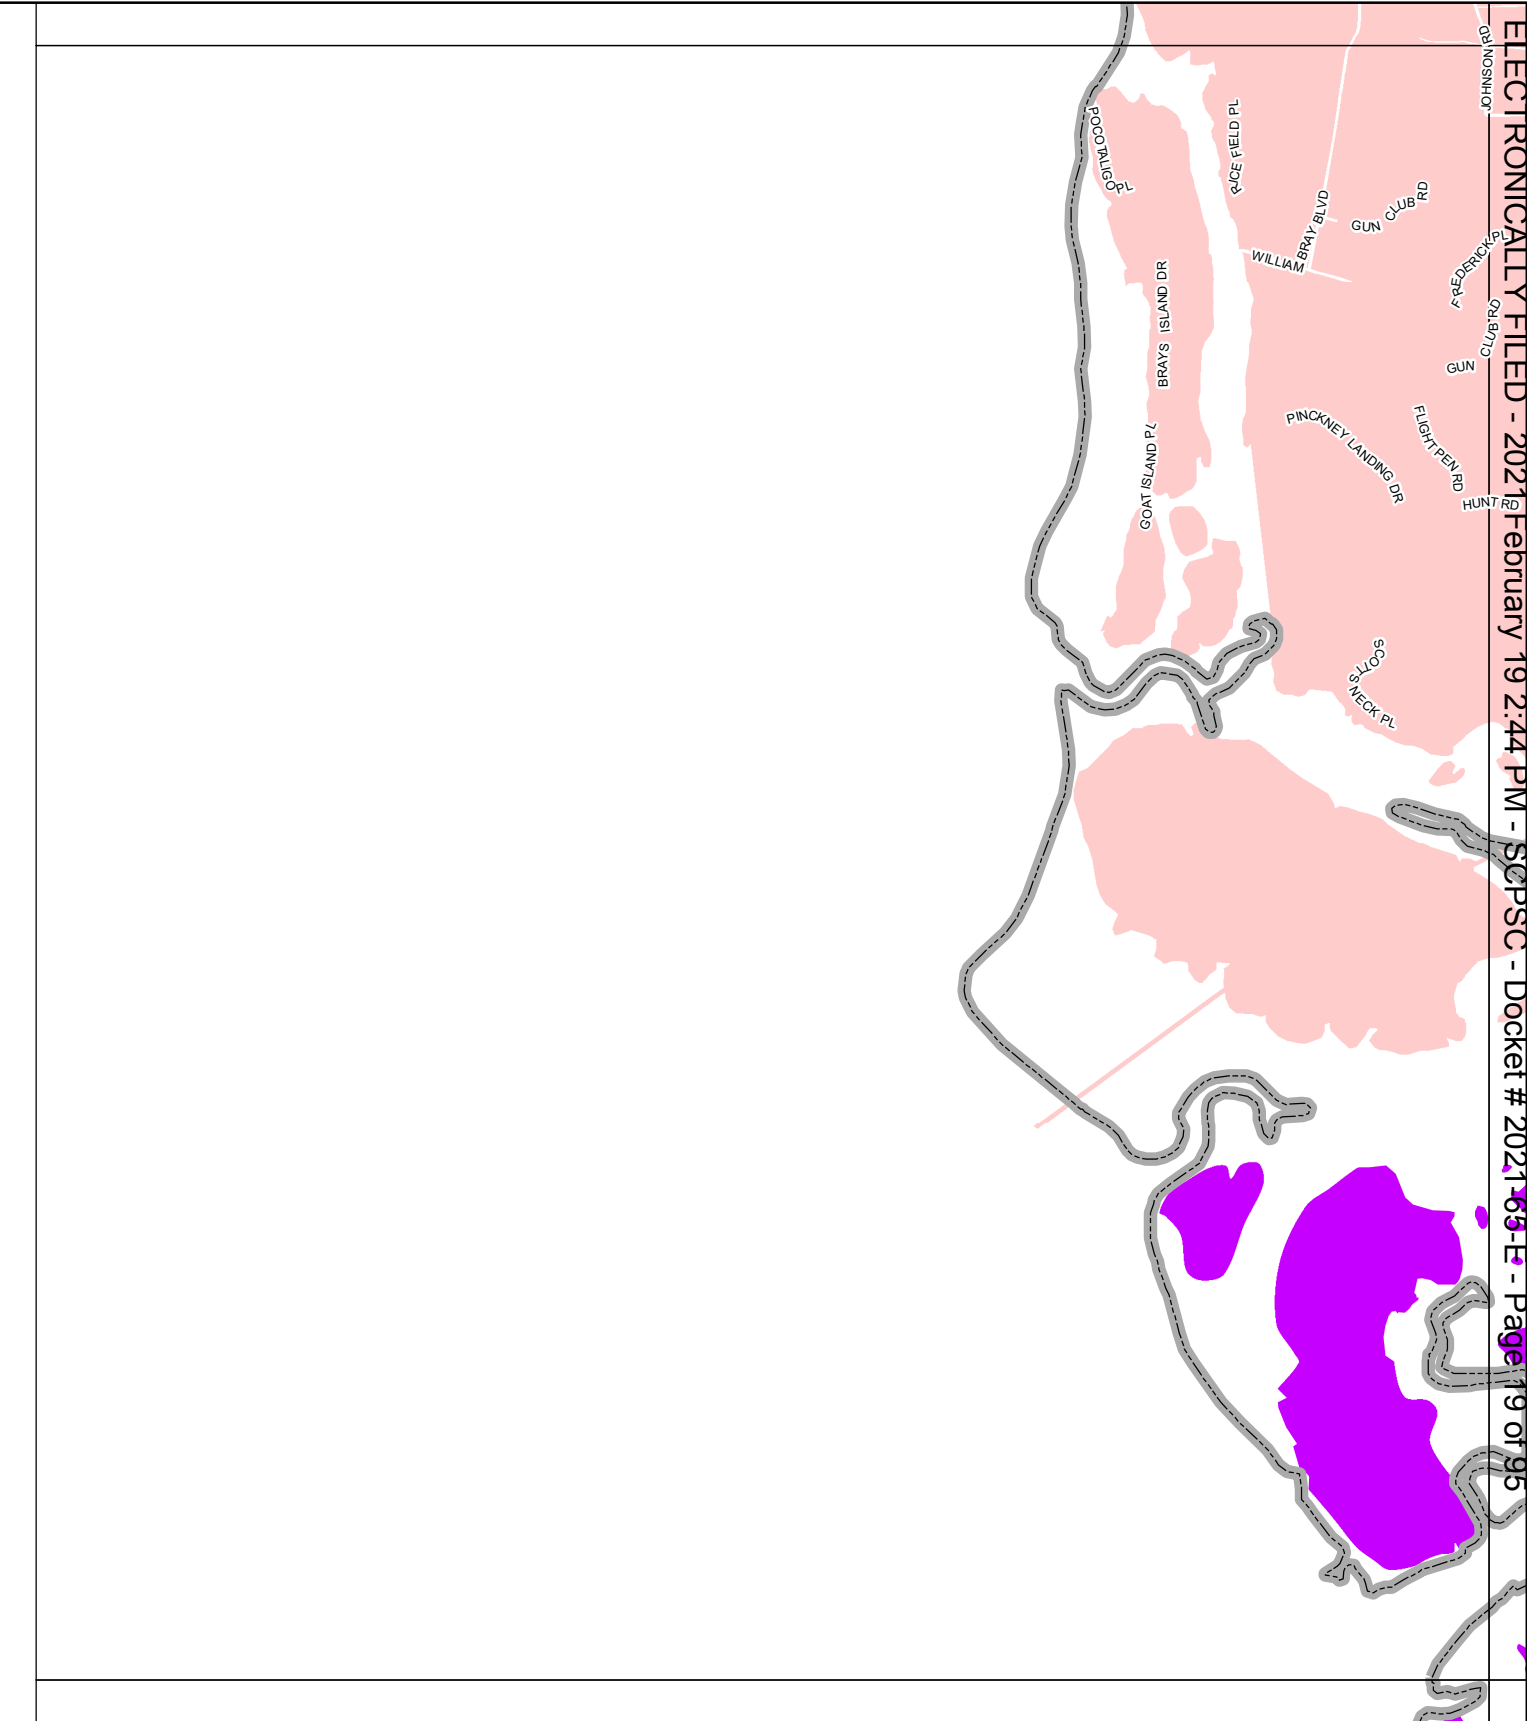 ELECTRONICALLY FILED - 2021 February 19 2:44 PM - SCPSC - Docket # 2021-65-E - Page 19 of 95
JOHNSON RD
POCOTALIGO PL
RICE FIELD PL
WILLIAM BRAY BLVD
GUN CLUB RD
FREDERICK PL
BRAYS ISLAND DR
GUN CLUB RD
GOAT ISLAND PL
PINCKNEY LANDING DR
FLIGHT PEN RD
HUNT RD
SCOTTS NECK PL